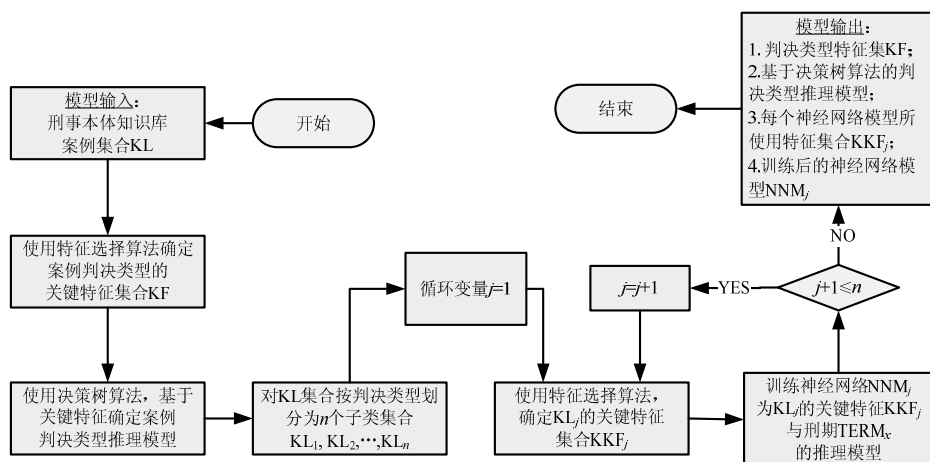 开始
模型输入：
刑事本体知识库
案例集合KL
使用特征选择算法确定
案例判决类型的
关键特征集合KF
使用决策树算法，基于
关键特征确定案例
判决类型推理模型
对KL集合按判决类型划
分为n个子类集合
KL₁, KL₂,⋯,KLₙ
循环变量j=1
使用特征选择算法，
确定KLⱼ的关键特征
集合KKFⱼ
训练神经网络NNMⱼ
为KLⱼ的关键特征KKFⱼ
与刑期TERMₓ
的推理模型
j+1≤n
YES
j=j+1
NO
模型输出：
1. 判决类型特征集KF；
2.基于决策树算法的判
决类型推理模型；
3.每个神经网络模型所
使用特征集合KKFⱼ；
4.训练后的神经网络模
型NNMⱼ
结束